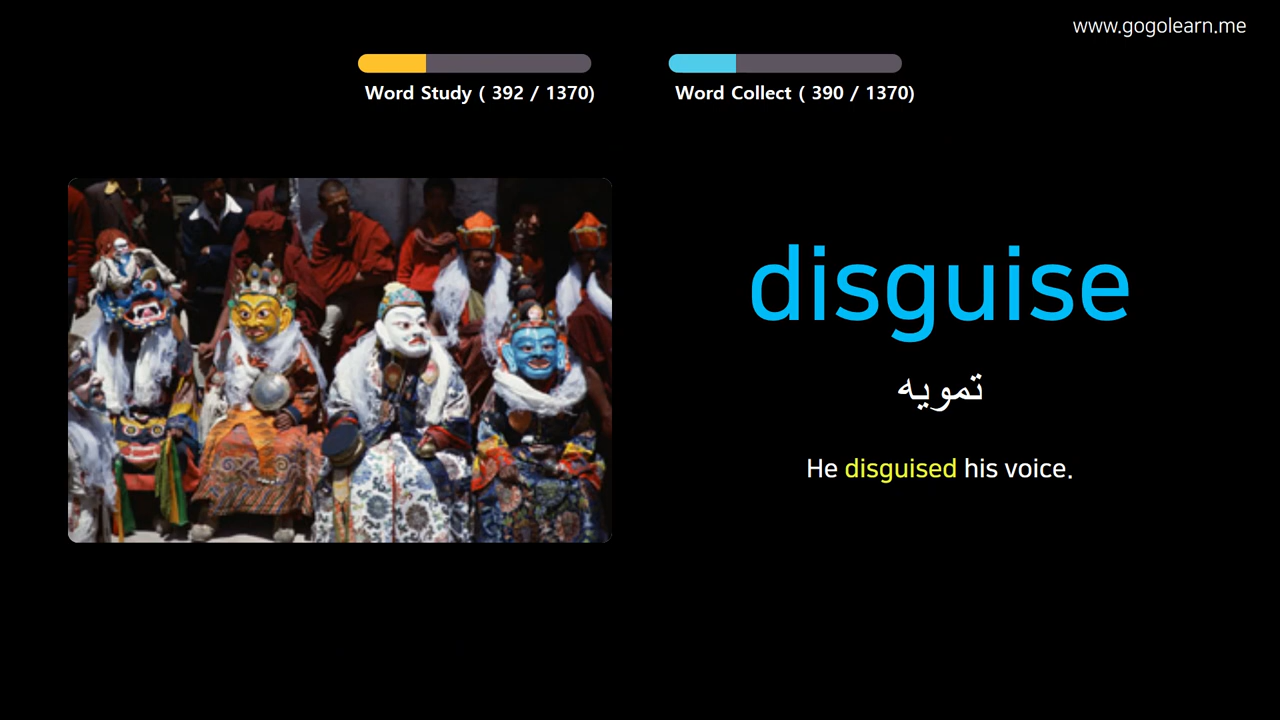 www.gogolearn.me
Word Study ( 392 / 1370)
Word Collect ( 390 / 1370)
disguise
تمويه
He disguised his voice.